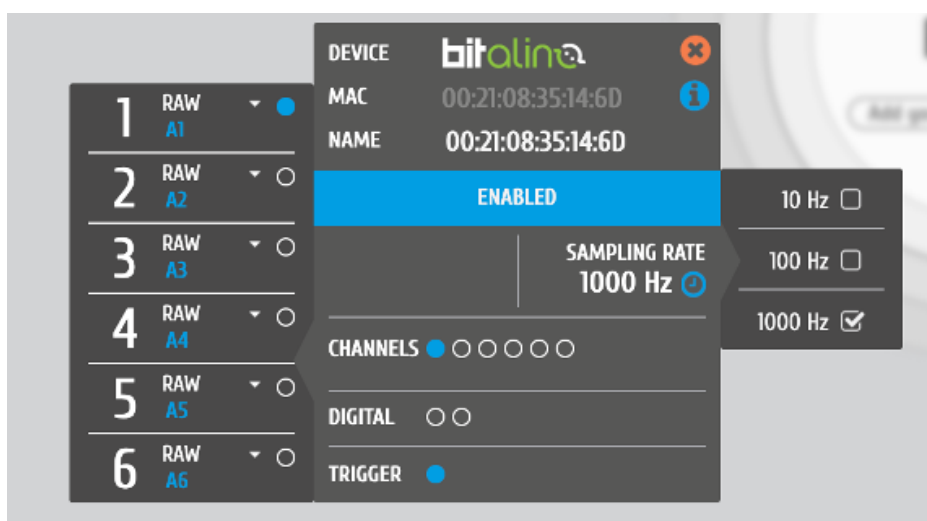 1 RAW
A1
2 RAW
A2
3 RAW
A3
4 RAW
A4
5 RAW
A5
6 RAW
A6
DEVICE bitalino
MAC 00:21:08:35:14:6D
NAME 00:21:08:35:14:6D
ENABLED
SAMPLING RATE
1000 Hz
CHANNELS
DIGITAL
TRIGGER
10 Hz
100 Hz
1000 Hz
Add